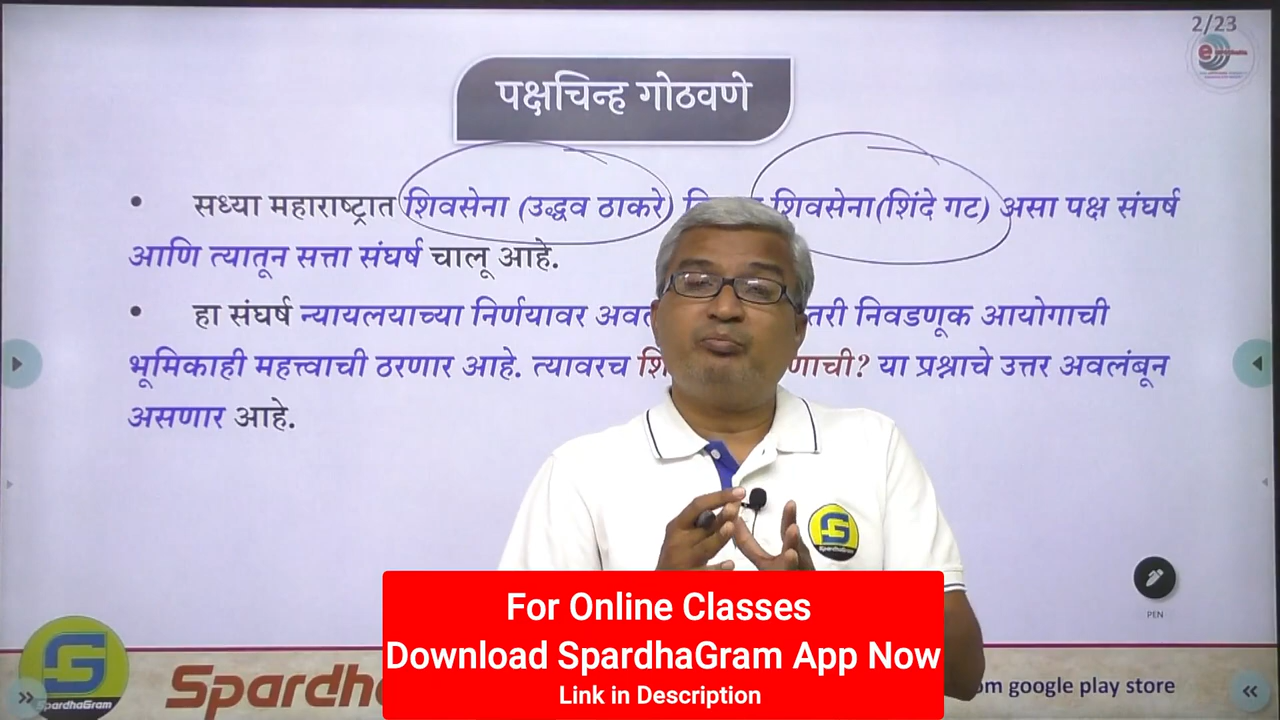 2/23
पक्षचिन्ह गोठवणे
• सध्या महाराष्ट्रात शिवसेना (उद्धव ठाकरे) शिवसेना(शिंदे गट) असा पक्ष संघर्ष
आणि त्यातून सत्ता संघर्ष चालू आहे.
• हा संघर्ष न्यायलयाच्या निर्णयावर तरी निवडणूक आयोगाची
भूमिकाही महत्त्वाची ठरणार आहे. त्यावरच या प्रश्नाचे उत्तर अवलंबून
असणार आहे.
SpardhaGram
PEN
For Online Classes
Download SpardhaGram App Now
Link in Description
SpardhaGram
google play store